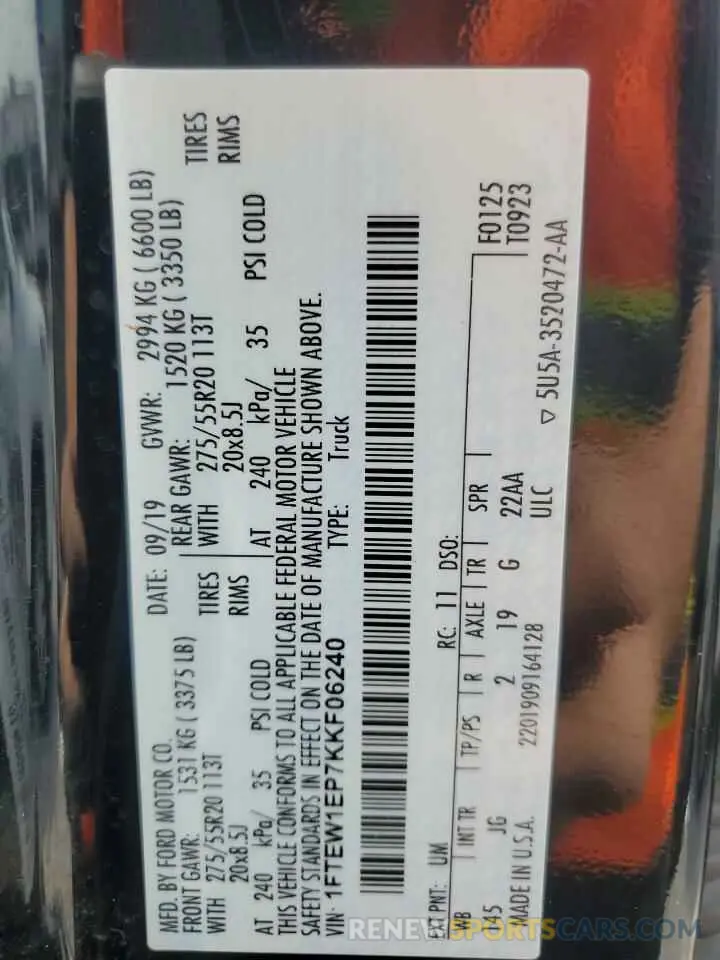 MFD. BY FORD MOTOR CO.
DATE: 09/19 GVWR: 2994 KG ( 6600 LB)
FRONT GAWR: 1531 KG ( 3375 LB)
REAR GAWR: 1520 KG ( 3350 LB)
WITH 275/55R20 113T TIRES
WITH 275/55R20 113T TIRES
20x8.5J RIMS
20x8.5J RIMS
AT 240 kPa/ 35 PSI COLD
AT 240 kPa/ 35 PSI COLD
THIS VEHICLE CONFORMS TO ALL APPLICABLE FEDERAL MOTOR VEHICLE
SAFETY STANDARDS IN EFFECT ON THE DATE OF MANUFACTURE SHOWN ABOVE.
VIN: 1FTEW1EP7KKF06240 TYPE: Truck
EXT PNT: UM RC: 11 DSO:
WB INT TR TP/PS R AXLE TR SPR F0125
145 JG 2 19 G 22AA T0923
2201909164128 ULC
MADE IN U.S.A. ▽ 5U5A-3520472-AA
RENEWSPORTSCARS.COM